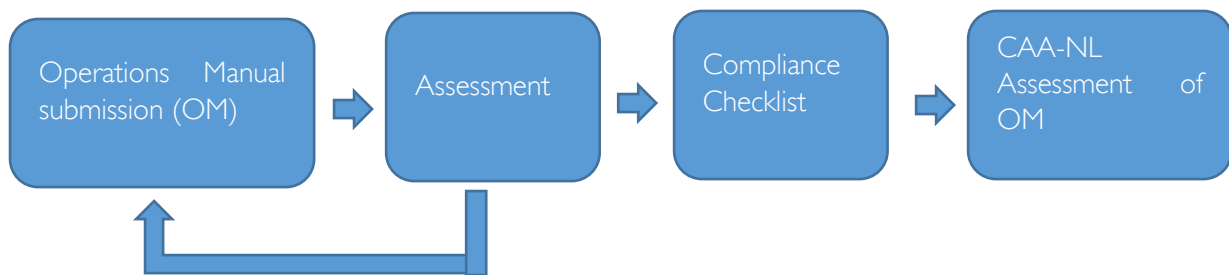 Operations Manual
submission (OM)
Assessment
Compliance
Checklist
CAA-NL
Assessment of
OM